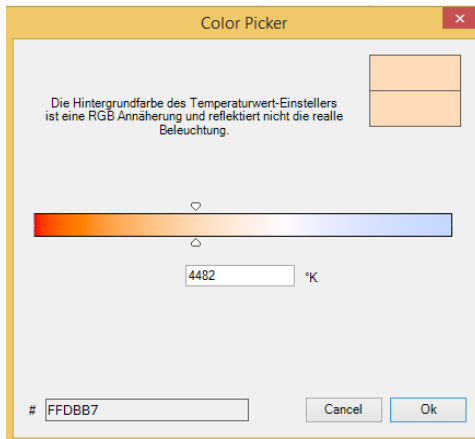 Color Picker
Die Hintergrundfarbe des Temperaturwert-Einstellers
ist eine RGB Annäherung und reflektiert nicht die realle
Beleuchtung.
4482 °K
# FFDBB7 Cancel Ok